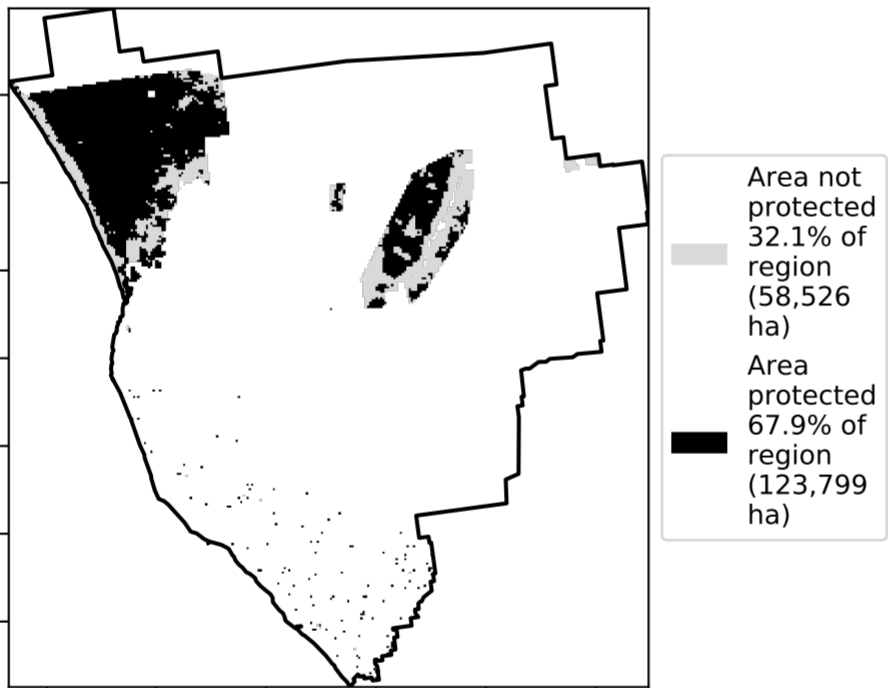 Area not
protected
32.1% of
region
(58,526
ha)
Area
protected
67.9% of
region
(123,799
ha)